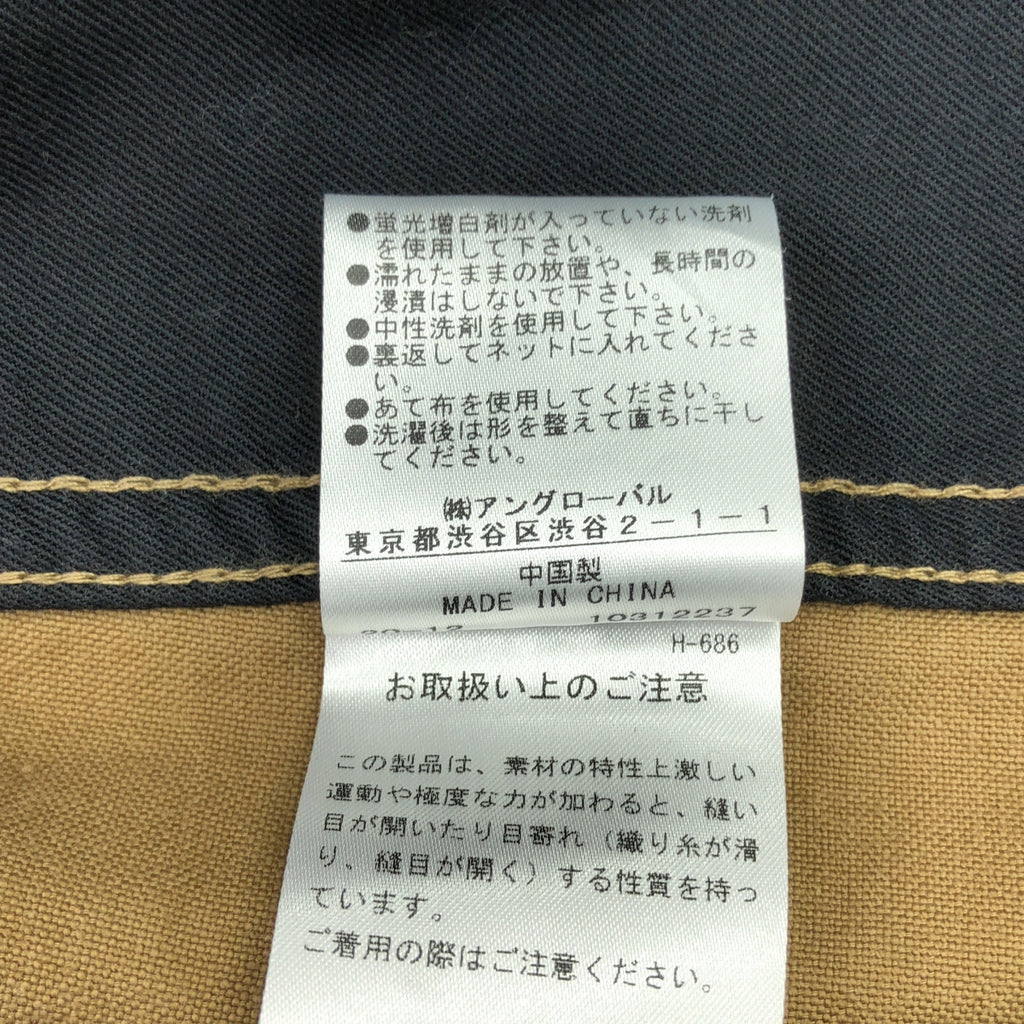 ●蛍光増白剤が入っていない洗剤
を使用して下さい。
●濡れたままの放置や、長時間の
浸漬はしないで下さい。
●中性洗剤を使用して下さい。
●裏返してネットに入れてくださ
い。
●あて布を使用してください。
●洗濯後は形を整えて直ちに干し
てください。
㈱アングローバル
東京都渋谷区渋谷2-1-1
中国製
MADE IN CHINA
20-12 10312237
H-686
お取扱い上のご注意
この製品は、素材の特性上激しい
運動や極度な力が加わると、縫い
目が開いたり目寄れ（織り糸が滑
り、縫目が開く）する性質を持っ
ています。
ご着用の際はご注意ください。